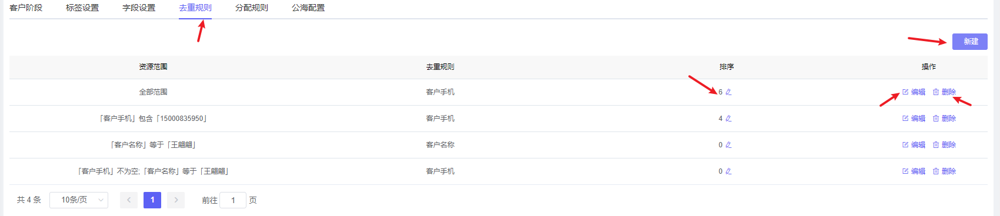 客户阶段 标签设置 字段设置 去重规则 分配规则 公海配置
新建
资源范围 去重规则 排序 操作
全部范围 客户手机 6 编辑 删除
「客户手机」包含「15000835950」 客户手机 4 编辑 删除
「客户名称」等于「王翩翩」 客户名称 0 编辑 删除
「客户手机」不为空;「客户名称」等于「王翩翩」 客户手机 0 编辑 删除
共 4 条 10条/页 1 前往 1 页